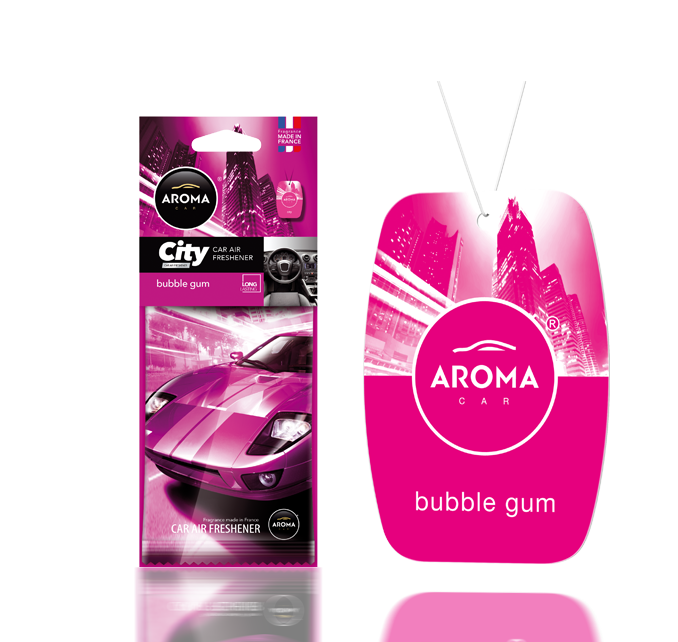 Fragrance
MADE IN
FRANCE
AROMA
CAR
®
City
CAR AIR
FRESHENER
bubble gum
LONG
LASTING
Fragrance made in France
CAR AIR FRESHENER
AROMA
®
AROMA
CAR
bubble gum